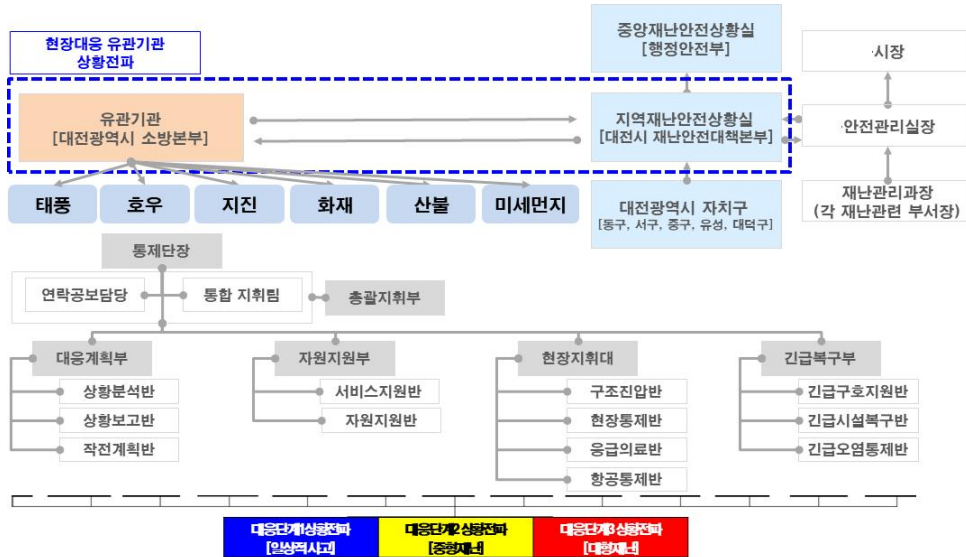 현장대응 유관기관
상황전파
중앙재난안전상황실
[행정안전부]
·시장
유관기관
[대전광역시 소방본부]
지역재난안전상황실
[대전시 재난안전대책본부]
·안전관리실장
태풍
호우
지진
화재
산불
미세먼지
대전광역시 자치구
[동구, 서구, 중구, 유성, 대덕구]
재난관리과장
(각 재난관련 부서장)
통제단장
연락공보담당
통합 지휘팀
총괄지휘부
대응계획부
자원지원부
현장지휘대
긴급복구부
상황분석반
서비스지원반
구조진압반
긴급구호지원반
상황보고반
자원지원반
현장통제반
긴급시설복구반
작전계획반
응급의료반
긴급오염통제반
항공통제반
대응단계1상황전파
[일상적사고]
대응단계2 상황전파
[중형재난]
대응단계3 상황전파
[대형재난]